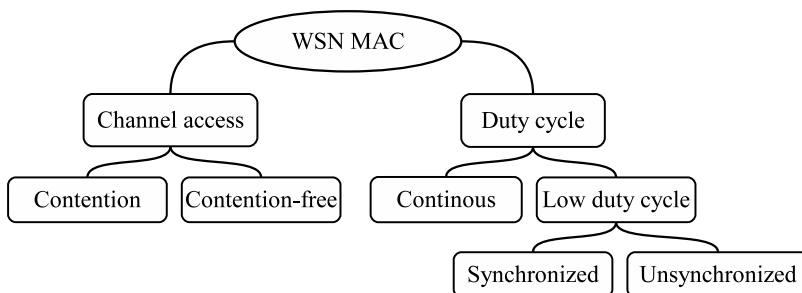 WSN MAC
Channel access
Duty cycle
Contention
Contention-free
Continous
Low duty cycle
Synchronized
Unsynchronized